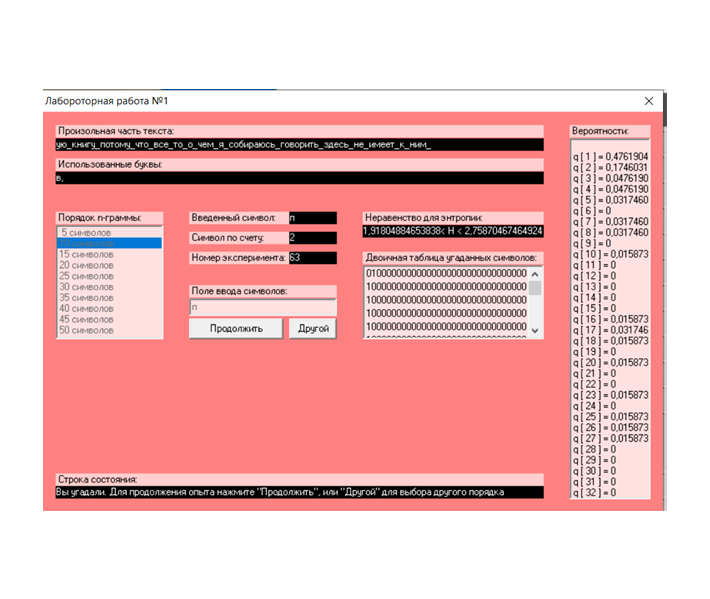 Лабороторная работа №1
Произольная часть текста:
ую_книгу_потому_что_все_то_о_чем_я_собираюсь_говорить_здесь_не_имеет_к_ним_
Использованные буквы:
в,
Порядок n-граммы:
5 символов
15 символов
20 символов
25 символов
30 символов
35 символов
40 символов
45 символов
50 символов
Введенный символ: п
Символ по счету: 2
Номер эксперимента: 63
Поле ввода символов:
п
Продолжить
Другой
Неравенство для энтропии:
1,91804884653838< H < 2,75870467464924
Двоичная таблица угаданных символов:
Строка состояния:
Вы угадали. Для продолжения опыта нажмите "Продолжить", или "Другой" для выбора другого порядка
Вероятности:
q [ 1 ] = 0,4761904
q [ 2 ] = 0,1746031
q [ 3 ] = 0,0476190
q [ 4 ] = 0,0476190
q [ 5 ] = 0,0317460
q [ 6 ] = 0
q [ 7 ] = 0,0317460
q [ 8 ] = 0,0317460
q [ 9 ] = 0
q [ 10 ] = 0,015873
q [ 11 ] = 0
q [ 12 ] = 0
q [ 13 ] = 0
q [ 14 ] = 0
q [ 15 ] = 0
q [ 16 ] = 0,015873
q [ 17 ] = 0,031746
q [ 18 ] = 0,015873
q [ 19 ] = 0
q [ 20 ] = 0,015873
q [ 21 ] = 0
q [ 22 ] = 0
q [ 23 ] = 0,015873
q [ 24 ] = 0
q [ 25 ] = 0,015873
q [ 26 ] = 0,015873
q [ 27 ] = 0,015873
q [ 28 ] = 0
q [ 29 ] = 0
q [ 30 ] = 0
q [ 31 ] = 0
q [ 32 ] = 0